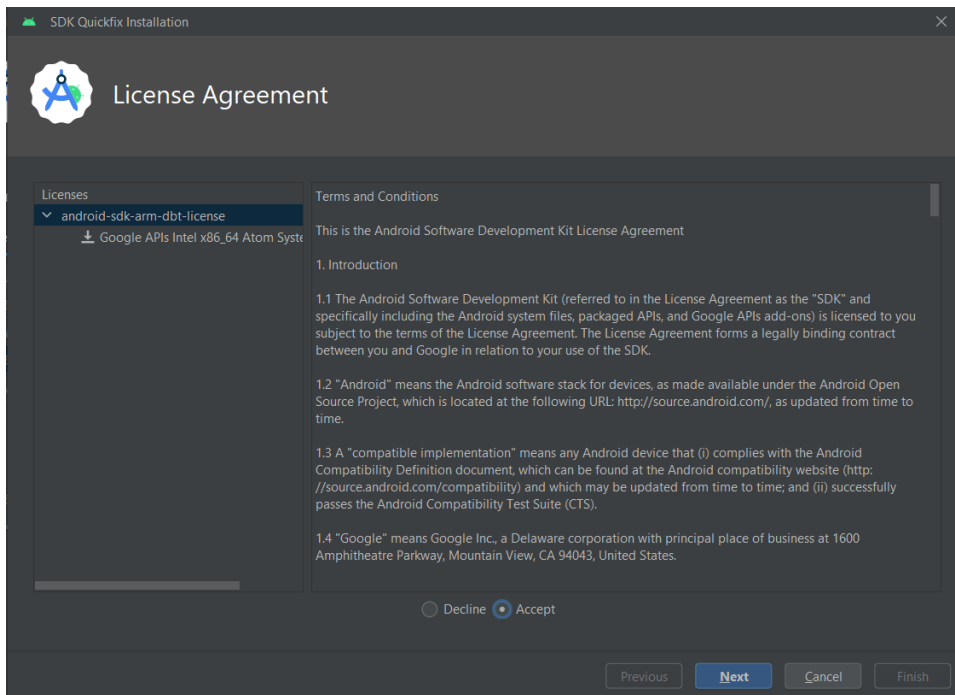 SDK Quickfix Installation
License Agreement
Licenses
android-sdk-arm-dbt-license
Google APIs Intel x86_64 Atom Syste
Terms and Conditions
This is the Android Software Development Kit License Agreement
1. Introduction
1.1 The Android Software Development Kit (referred to in the License Agreement as the "SDK" and
specifically including the Android system files, packaged APIs, and Google APIs add-ons) is licensed to you
subject to the terms of the License Agreement. The License Agreement forms a legally binding contract
between you and Google in relation to your use of the SDK.
1.2 "Android" means the Android software stack for devices, as made available under the Android Open
Source Project, which is located at the following URL: http://source.android.com/, as updated from time to
time.
1.3 A "compatible implementation" means any Android device that (i) complies with the Android
Compatibility Definition document, which can be found at the Android compatibility website (http:
//source.android.com/compatibility) and which may be updated from time to time; and (ii) successfully
passes the Android Compatibility Test Suite (CTS).
1.4 "Google" means Google Inc., a Delaware corporation with principal place of business at 1600
Amphitheatre Parkway, Mountain View, CA 94043, United States.
Decline Accept
Previous Next Cancel Finish